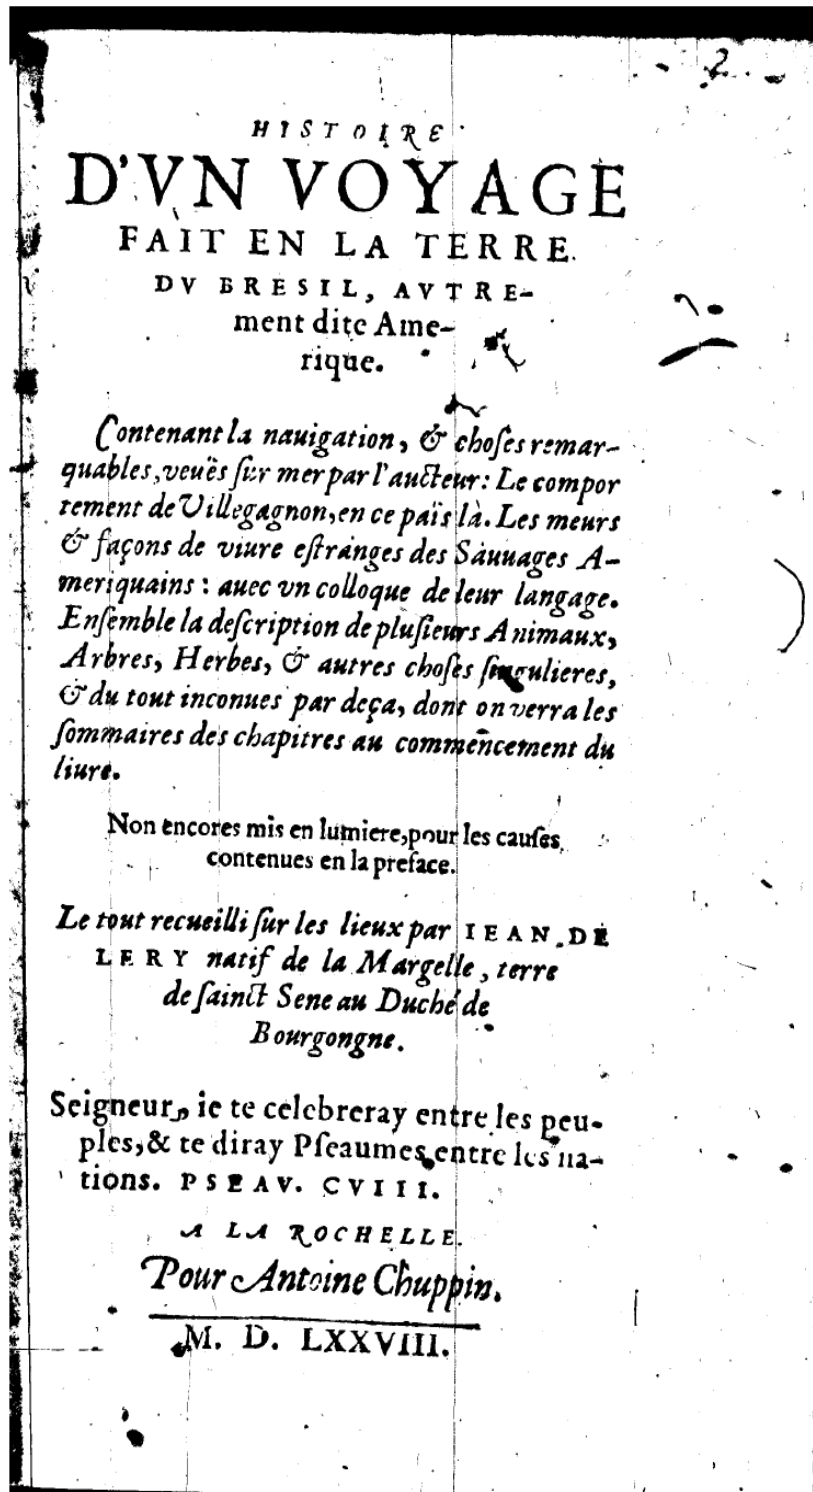 2
HISTOIRE
D'VN VOYAGE
FAIT EN LA TERRE
DV BRESIL, AVTRE-
ment dite Ame-
rique.
Contenant la nauigation, & choſes remar-
quables, veuës ſur mer par l'aucteur: Le compor
tement de Villegagnon, en ce païs là. Les meurs
& façons de viure eſtranges des Sauuages A-
meriquains: auec vn colloque de leur langage.
Enſemble la deſcription de pluſieurs Animaux,
Arbres, Herbes, & autres choſes ſingulieres,
& du tout inconues par deça, dont on verra les
ſommaires des chapitres au commēcement du
liure.
Non encores mis en lumiere, pour les cauſes
contenues en la preface.
Le tout recueilli ſur les lieux par IEAN DE
LERY natif de la Margelle, terre
de ſainct Sene au Duché de
Bourgongne.
Seigneur, ie te celebreray entre les peu-
ples, & te diray Pſeaumes entre les na-
tions. PSEAV. CVIII.
A LA ROCHELLE.
Pour Antoine Chuppin.
M. D. LXXVIII.